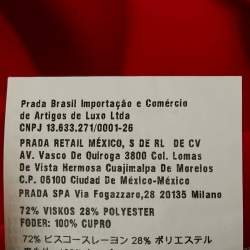 Prada Brasil Importação e Comércio
de Artigos de Luxo Ltda
CNPJ 13.633.271/0001-26
PRADA RETAIL MÉXICO, S DE RL DE CV
AV. Vasco De Quiroga 3800 Col. Lomas
De Vista Hermosa Cuajimalpa De Morelos
C.P. 05100 Ciudad De México-México
PRADA SPA Via Fogazzaro,28 20135 Milano
72% VISKOS 28% POLYESTER
FODER: 100% CUPRO
72% ビスコースレーヨン 28% ポリエステル